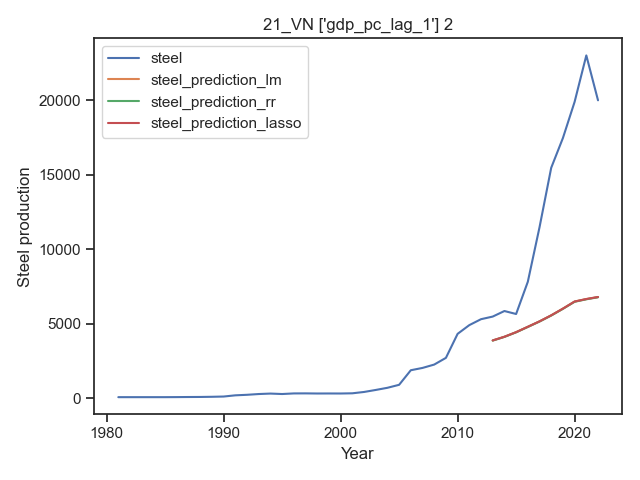 21_VN ['gdp_pc_lag_1'] 2
steel
steel_prediction_lm
steel_prediction_rr
steel_prediction_lasso
Steel production
20000
15000
10000
5000
0
1980
1990
2000
2010
2020
Year